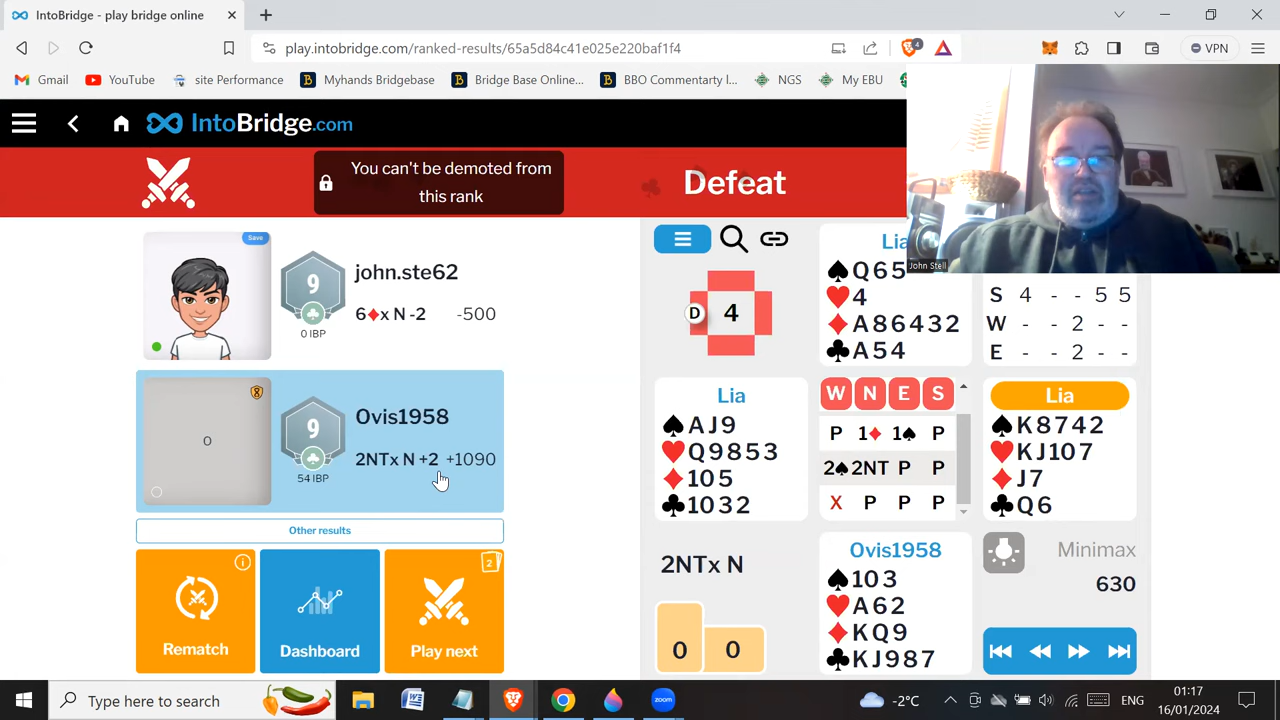 IntoBridge - play bridge online
play.intobridge.com/ranked-results/65a5d84c41e025e220baf1f4
4
VPN
Gmail
YouTube
site Performance
Myhands Bridgebase
Bridge Base Online...
BBO Commentary I...
NGS
My EBU
IntoBridge.com
You can't be demoted from
this rank
Defeat
Save
9
0 IBP
john.ste62
6♦x N -2 -500
8
O
9
54 IBP
Ovis1958
2NTx N +2 +1090
Other results
Rematch
Dashboard
2
Play next
D
4
Lia
♠ Q65
♥ 4
♦ A86432
♣ A54
John Stell
S 4 - - 5 5
W - - 2 - -
E - - 2 - -
Lia
♠ AJ9
♥ Q9853
♦ 105
♣ 1032
W N E S
P 1♦ 1♠ P
2♠ 2NT P P
X P P P
Lia
♠ K8742
♥ KJ107
♦ J7
♣ Q6
2NTx N
0 0
Ovis1958
♠ 103
♥ A62
♦ KQ9
♣ KJ987
Minimax
630
Type here to search
-2°C
ENG
01:17
16/01/2024